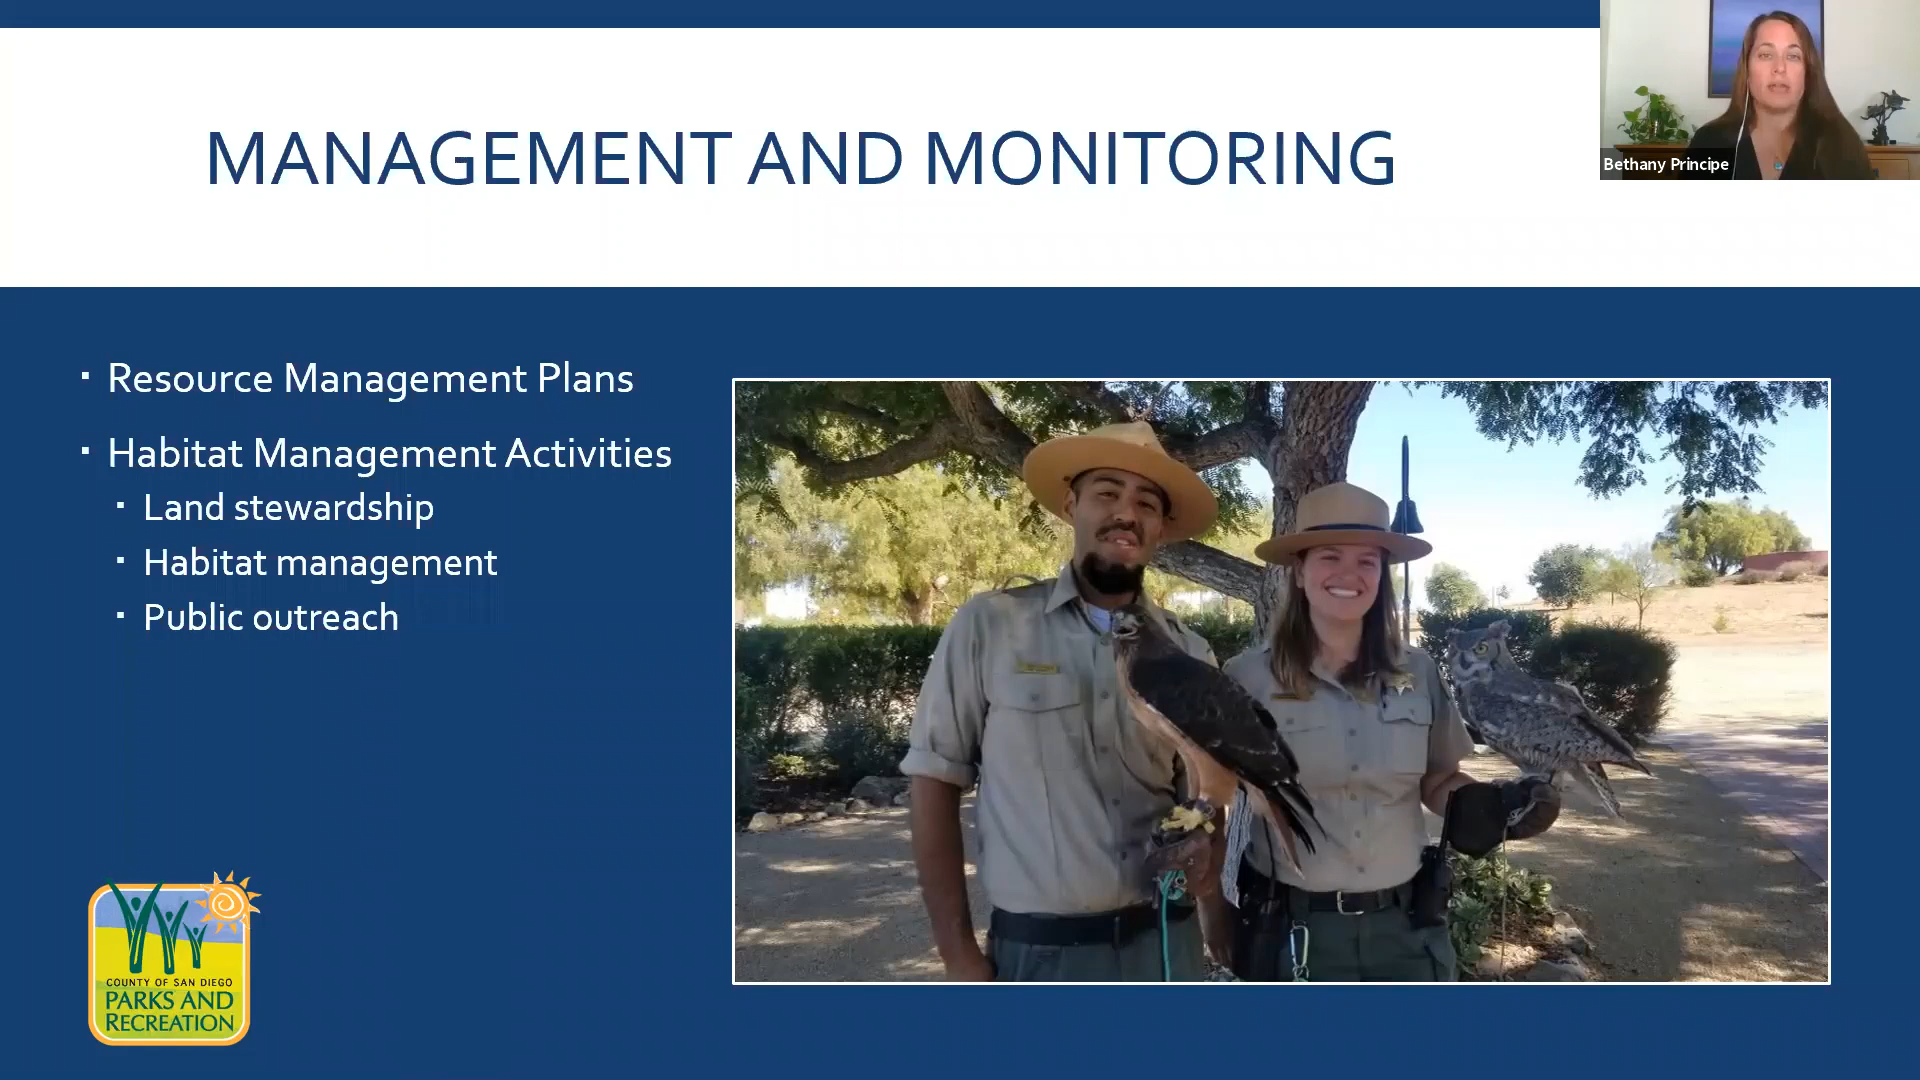 MANAGEMENT AND MONITORING
Bethany Principe
Resource Management Plans
Habitat Management Activities
Land stewardship
Habitat management
Public outreach
COUNTY OF SAN DIEGO
PARKS AND
RECREATION